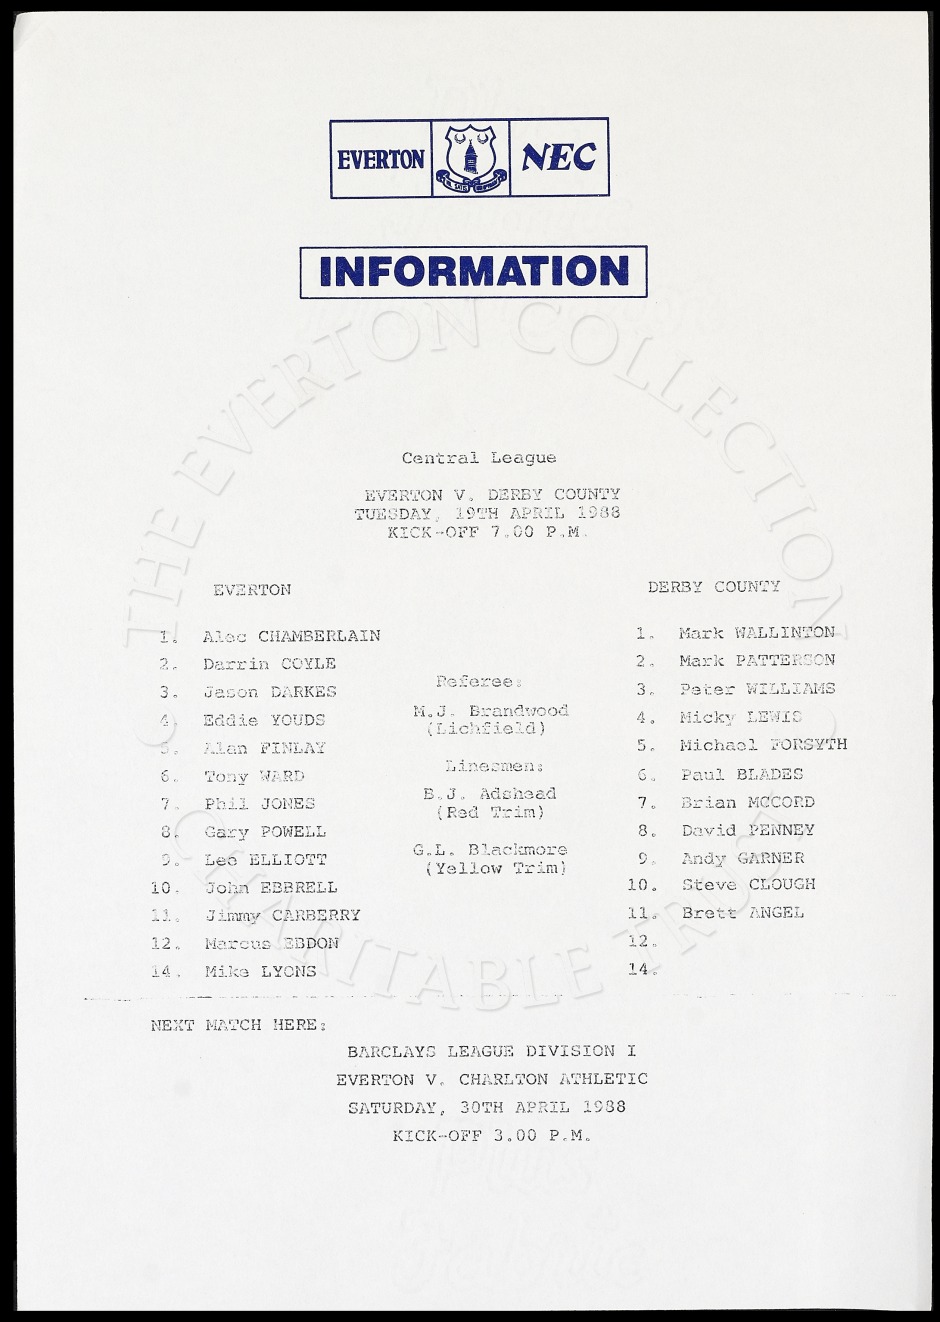 EVERTON NEC
INFORMATION
THE EVERTON COLLECTION
CHARITABLE TRUST
Central League
EVERTON V. DERBY COUNTY
TUESDAY, 19TH APRIL 1988
KICK-OFF 7.00 P.M.
EVERTON
1. Alec CHAMBERLAIN
2. Darrin COYLE
3. Jason DARKES
4. Eddie YOUDS
5. Alan FINLAY
6. Tony WARD
7. Phil JONES
8. Gary POWELL
9. Lee ELLIOTT
10. John EBBRELL
11. Jimmy CARBERRY
12. Marcus EBDON
14. Mike LYONS
Referee:
M.J. Brandwood
(Lichfield)
Linesmen:
B.J. Adshead
(Red Trim)
G.L. Blackmore
(Yellow Trim)
DERBY COUNTY
1. Mark WALLINTON
2. Mark PATTERSON
3. Peter WILLIAMS
4. Micky LEWIS
5. Michael FORSYTH
6. Paul BLADES
7. Brian MCCORD
8. David PENNEY
9. Andy GARNER
10. Steve CLOUGH
11. Brett ANGEL
12.
14.
NEXT MATCH HERE:
BARCLAYS LEAGUE DIVISION I
EVERTON V. CHARLTON ATHLETIC
SATURDAY, 30TH APRIL 1988
KICK-OFF 3.00 P.M.